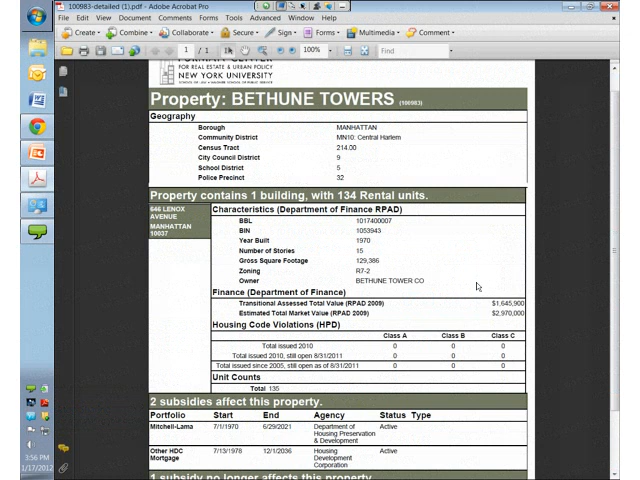 100983-detailed (1).pdf - Adobe Acrobat Pro
File Edit View Document Comments Forms Tools Advanced Window Help
Create Combine Collaborate Secure Sign Forms Multimedia Comment
1 / 1 100% Find
FOR REAL ESTATE & URBAN POLICY
NEW YORK UNIVERSITY
Property: BETHUNE TOWERS (100983)
Geography
Borough MANHATTAN
Community District MN10: Central Harlem
Census Tract 214.00
City Council District 9
School District 5
Police Precinct 32
Property contains 1 building, with 134 Rental units.
646 LENOX
AVENUE
MANHATTAN
10037
Characteristics (Department of Finance RPAD)
BBL 1017400007
BIN 1053943
Year Built 1970
Number of Stories 15
Gross Square Footage 129,386
Zoning R7-2
Owner BETHUNE TOWER CO
Finance (Department of Finance)
Transitional Assessed Total Value (RPAD 2009) $1,645,900
Estimated Total Market Value (RPAD 2009) $2,970,000
Housing Code Violations (HPD)
Class A Class B Class C
Total issued 2010 0 0 0
Total issued 2010, still open 8/31/2011 0 0 0
Total issued since 2005, still open as of 8/31/2011 0 0 0
Unit Counts
Total 135
2 subsidies affect this property.
Portfolio Start End Agency Status Type
Mitchell-Lama 7/1/1970 6/29/2021 Department of Active
Housing Preservation
& Development
Other HDC 7/13/1978 12/1/2036 Housing Active
Mortgage Development
Corporation
1 subsidy no longer affects this property
3:56 PM
1/17/2012